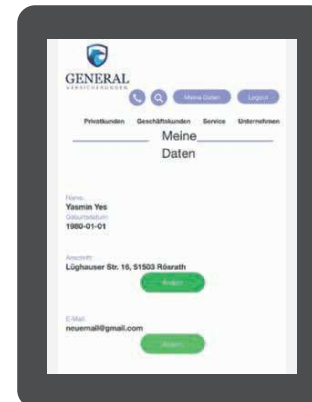 GENERAL
VERSICHERUNGEN
Meine Daten
Logout
Privatkunden Geschäftskunden Service Unternehmen
Meine
Daten
Name
Yasmin Yes
Geburtsdatum
1980-01-01
Anschrift
Lüghauser Str. 16, 51503 Rösrath
Ändern
E-Mail
neuemail@gmail.com
Ändern